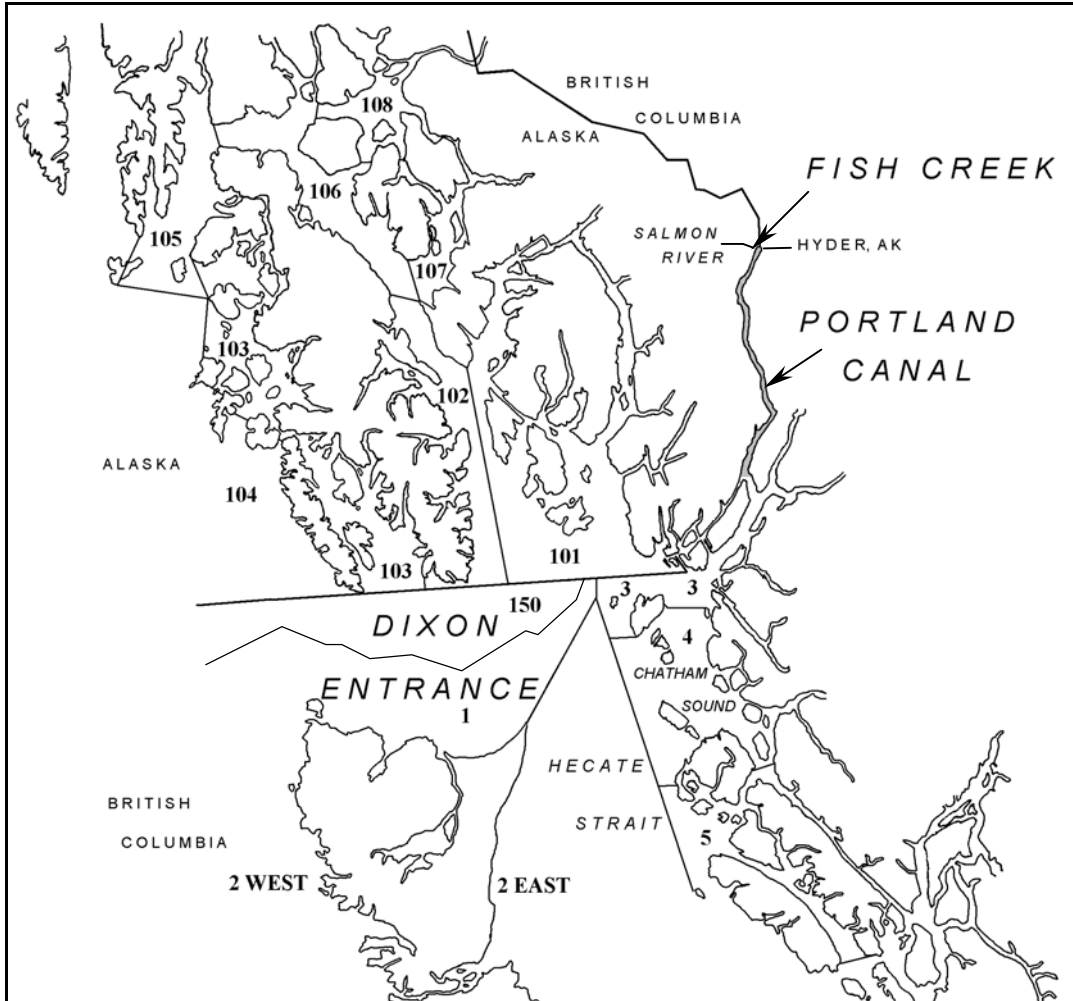 BRITISH
COLUMBIA
108
ALASKA
FISH CREEK
106
SALMON
RIVER
HYDER, AK
105
107
PORTLAND
CANAL
103
102
ALASKA
104
101
103
3
3
150
DIXON
4
CHATHAM
SOUND
ENTRANCE
1
HECATE
STRAIT
BRITISH
COLUMBIA
5
2 WEST
2 EAST